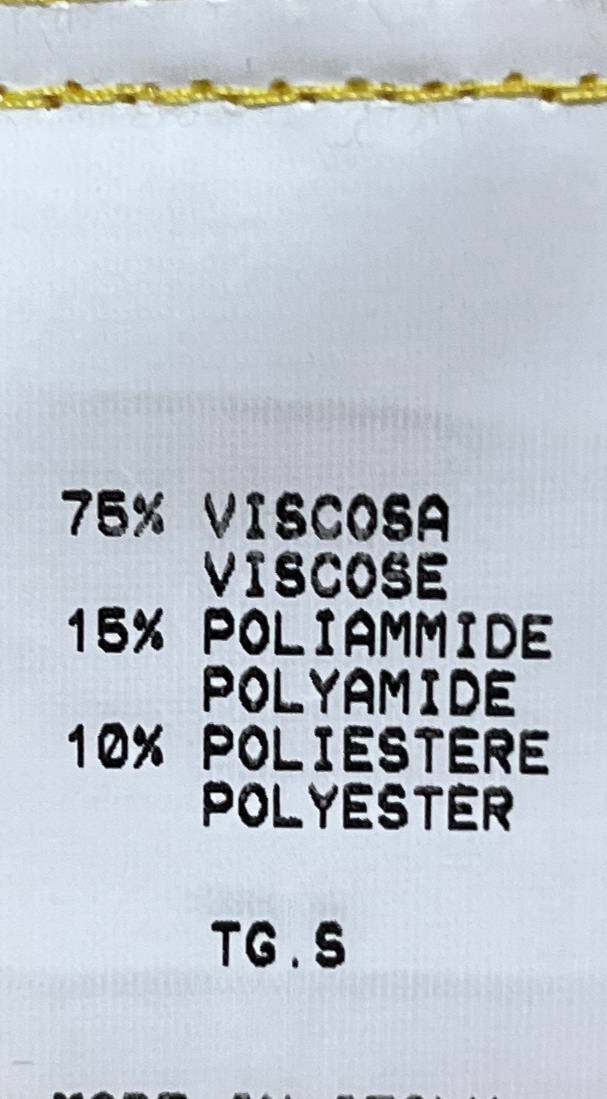 75% VISCOSA
VISCOSE
15% POLIAMMIDE
POLYAMIDE
10% POLIESTERE
POLYESTER
TG.S